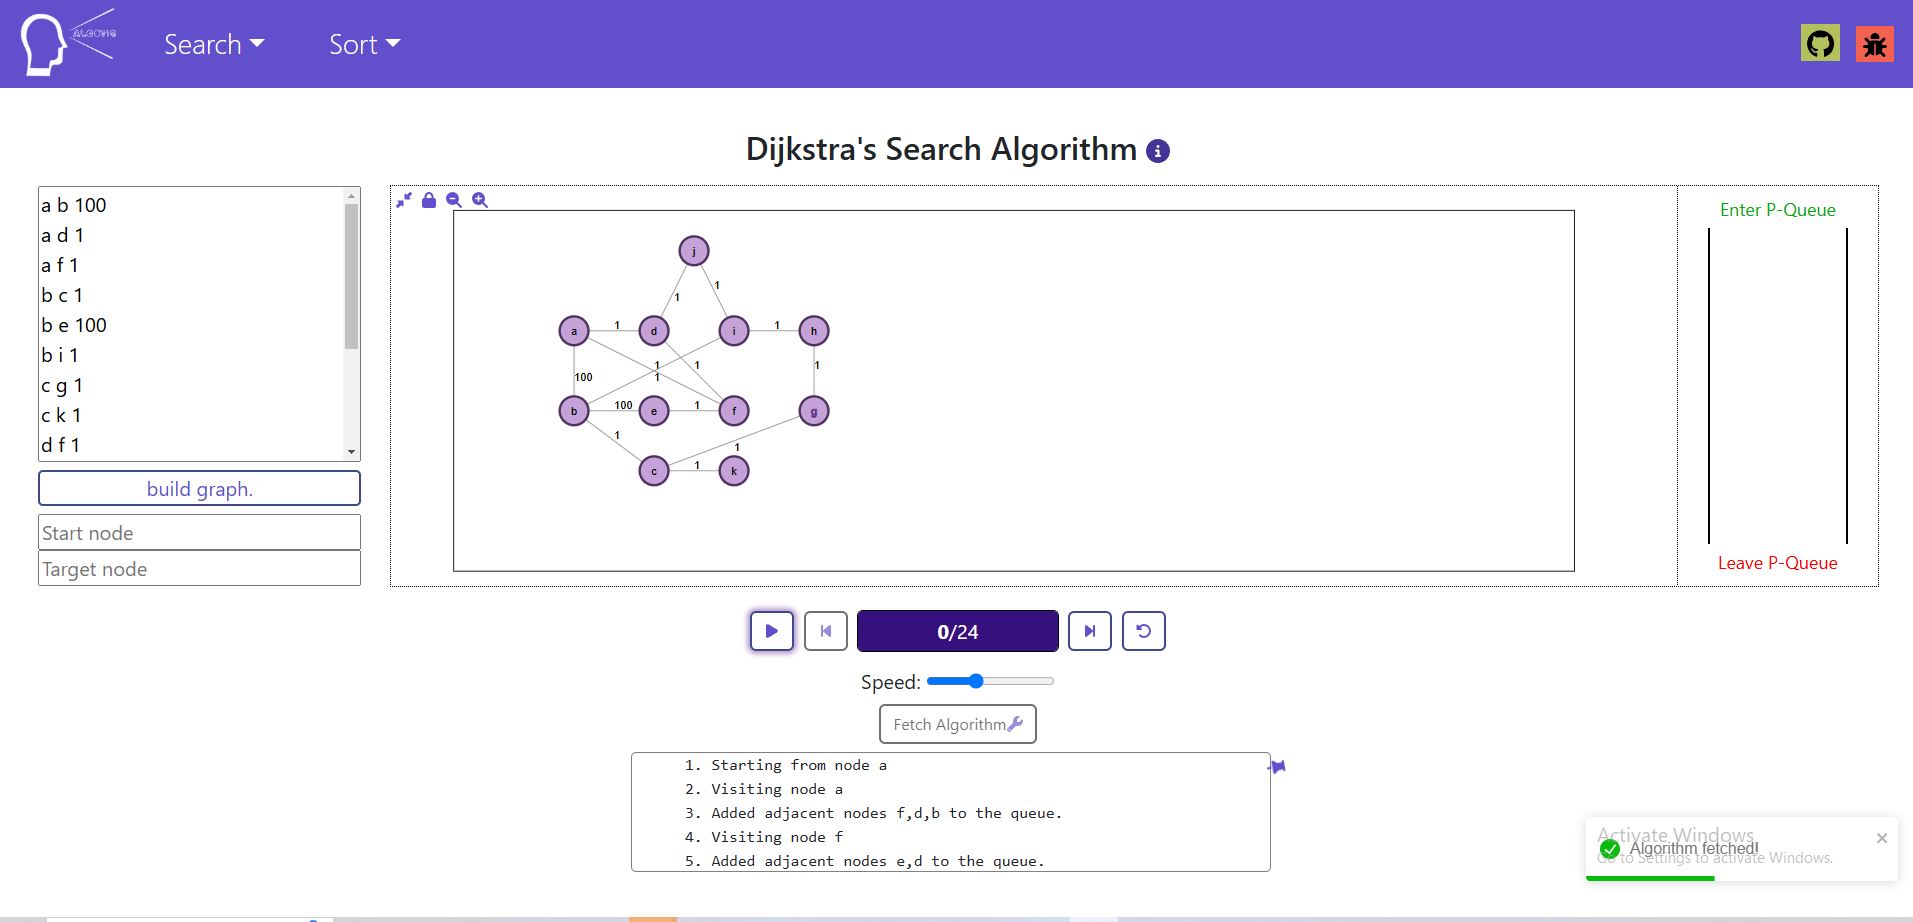 ALGOVIS
Search
Sort
Dijkstra's Search Algorithm
a b 100
a d 1
a f 1
b c 1
b e 100
b i 1
c g 1
c k 1
d f 1
build graph.
Start node
Target node
j
1
1
a
1
d
i
1
h
1
1
1
1
100
b
100
e
1
f
g
1
1
c
1
k
Enter P-Queue
Leave P-Queue
0/24
Speed:
Fetch Algorithm
1. Starting from node a
2. Visiting node a
3. Added adjacent nodes f,d,b to the queue.
4. Visiting node f
5. Added adjacent nodes e,d to the queue.
Activate Windows
Algorithm fetched!
Go to Settings to activate Windows.